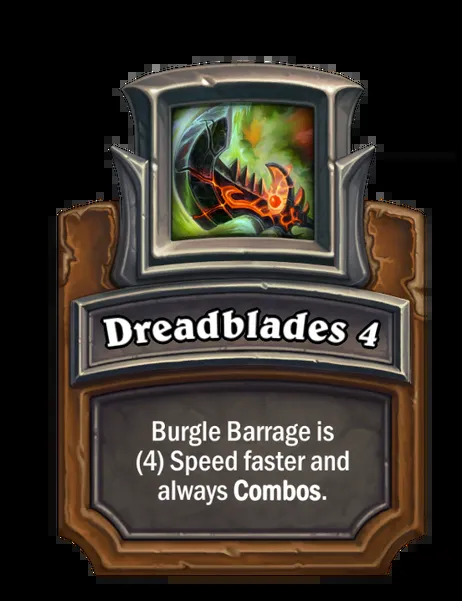 Dreadblades 4
Burgle Barrage is
(4) Speed faster and
always Combos.